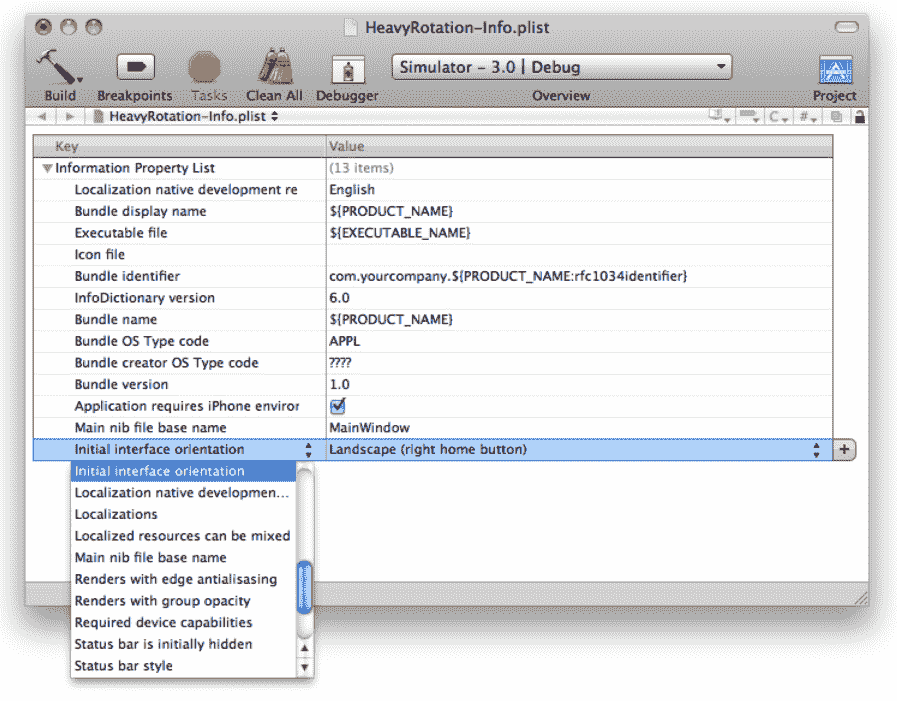 HeavyRotation-Info.plist
Simulator - 3.0 | Debug
Build Breakpoints Tasks Clean All Debugger Overview Project
HeavyRotation-Info.plist
C #
Key Value
Information Property List (13 items)
Localization native development re English
Bundle display name ${PRODUCT_NAME}
Executable file ${EXECUTABLE_NAME}
Icon file
Bundle identifier com.yourcompany.${PRODUCT_NAME:rfc1034identifier}
InfoDictionary version 6.0
Bundle name ${PRODUCT_NAME}
Bundle OS Type code APPL
Bundle creator OS Type code ????
Bundle version 1.0
Application requires iPhone enviror
Main nib file base name MainWindow
Initial interface orientation Landscape (right home button) +
Initial interface orientation
Localization native developmen...
Localizations
Localized resources can be mixed
Main nib file base name
Renders with edge antialisasing
Renders with group opacity
Required device capabilities
Status bar is initially hidden
Status bar style